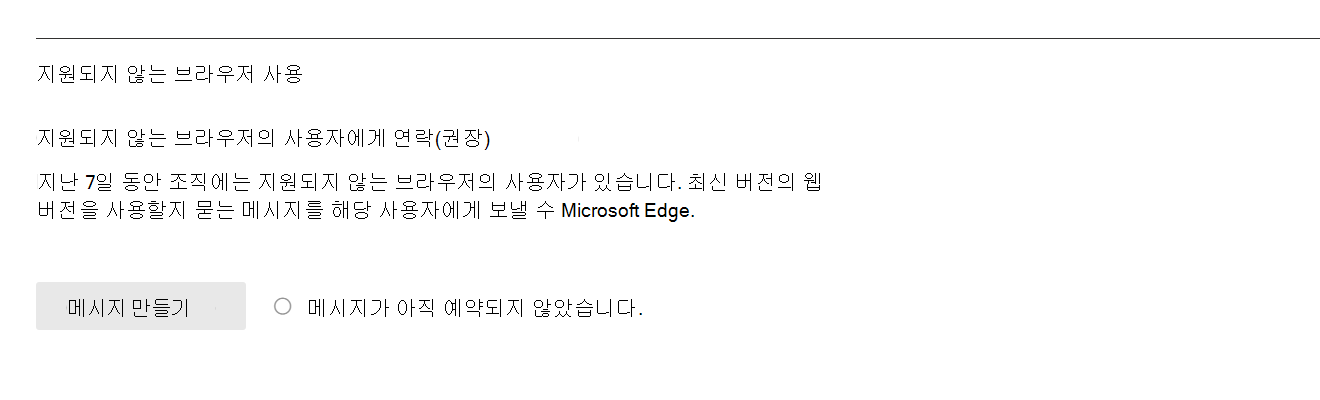 지원되지 않는 브라우저 사용
지원되지 않는 브라우저의 사용자에게 연락(권장)
지난 7일 동안 조직에는 지원되지 않는 브라우저의 사용자가 있습니다. 최신 버전의 웹
버전을 사용할지 묻는 메시지를 해당 사용자에게 보낼 수 Microsoft Edge.
메시지 만들기 메시지가 아직 예약되지 않았습니다.